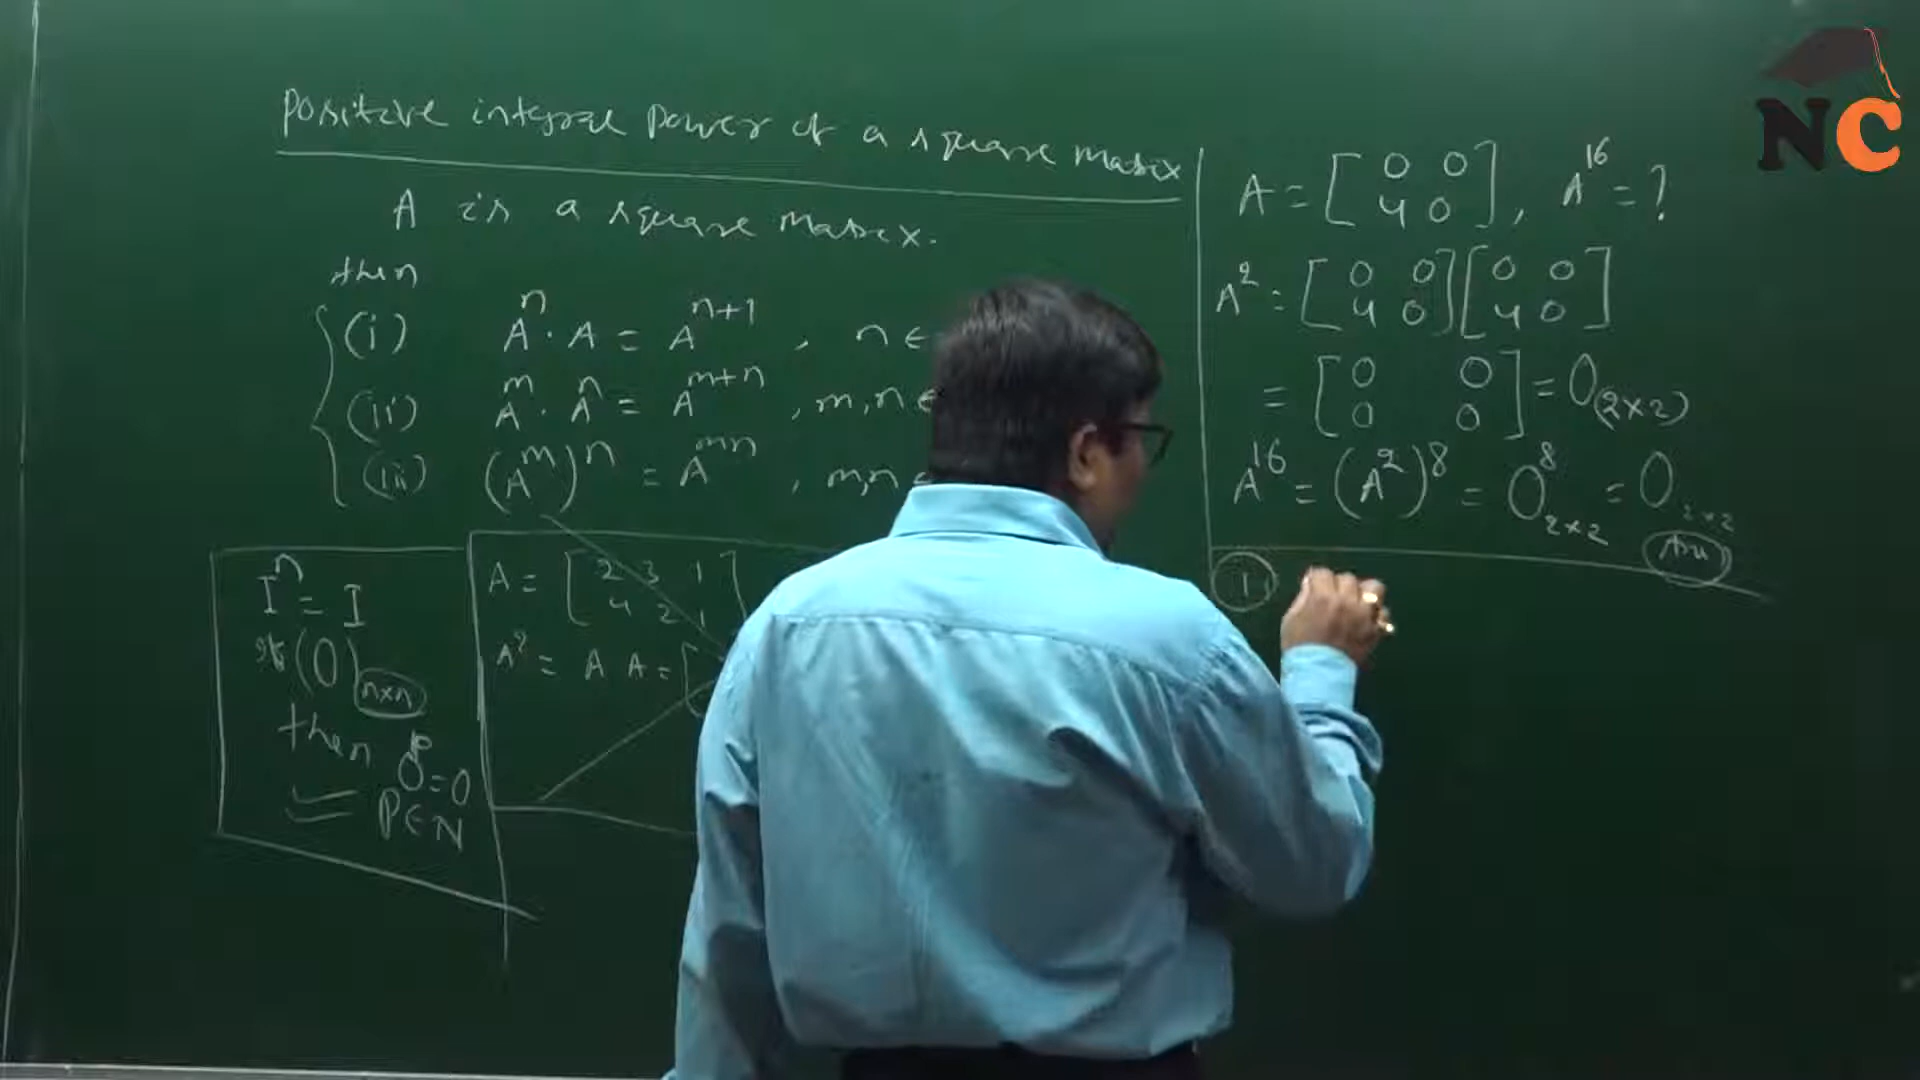 positive integral power of a square matrix
A is a square matrix.
then
(i) Aⁿ · A = Aⁿ⁺¹ , n ∈
(ii) Aᵐ · Aⁿ = Aᵐ⁺ⁿ , m,n ∈
(iii) (Aᵐ)ⁿ = Aᵐⁿ , m,n ∈
Iⁿ = I
if (0)ₙₓₙ
then 0ᵖ = 0
P ∈ N
A = [ 2 3 1
4 2 1 ]
A² = A A = [
NC
A = [ 0 0
4 0 ] , A¹⁶ = ?
A² = [ 0 0
4 0 ] [ 0 0
4 0 ]
= [ 0 0
0 0 ] = 0₍₂ₓ₂₎
A¹⁶ = (A²)⁸ = 0⁸₂ₓ₂ = 0₂ₓ₂
Ans
1